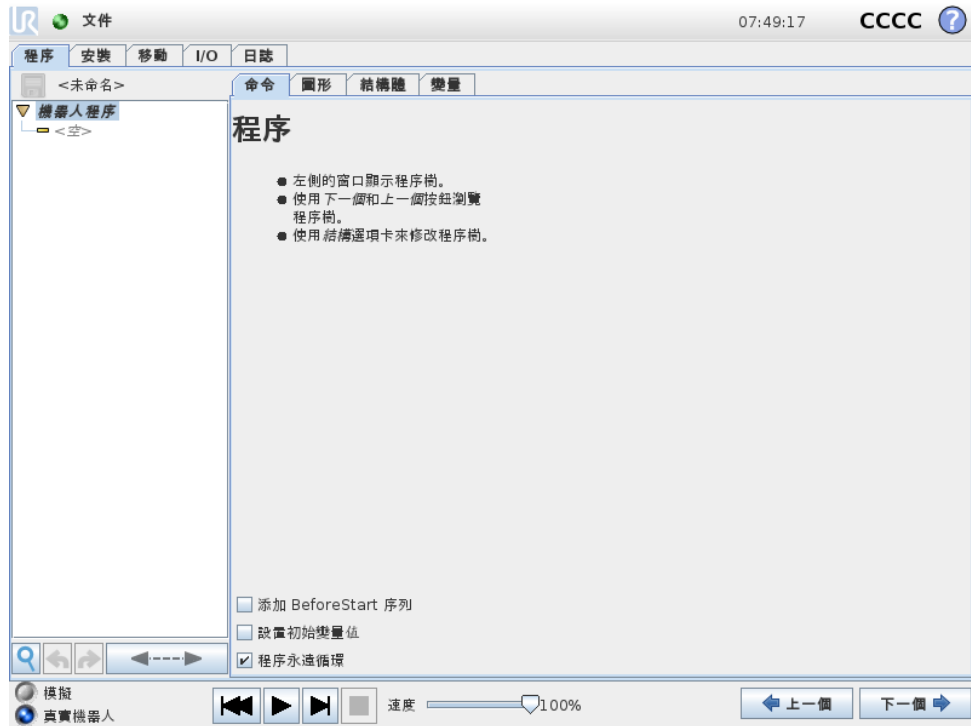 UR 文件 07:49:17 CCCC ?
程序 安裝 移動 I/O 日誌
<未命名> 命令 圖形 結構體 變量
機器人程序
<空>
程序
左側的窗口顯示程序樹。
使用下一個和上一個按鈕瀏覽
程序樹。
使用結構選項卡來修改程序樹。
添加 BeforeStart 序列
設置初始變量值
程序永遠循環
模擬
真實機器人
速度 100%
上一個 下一個